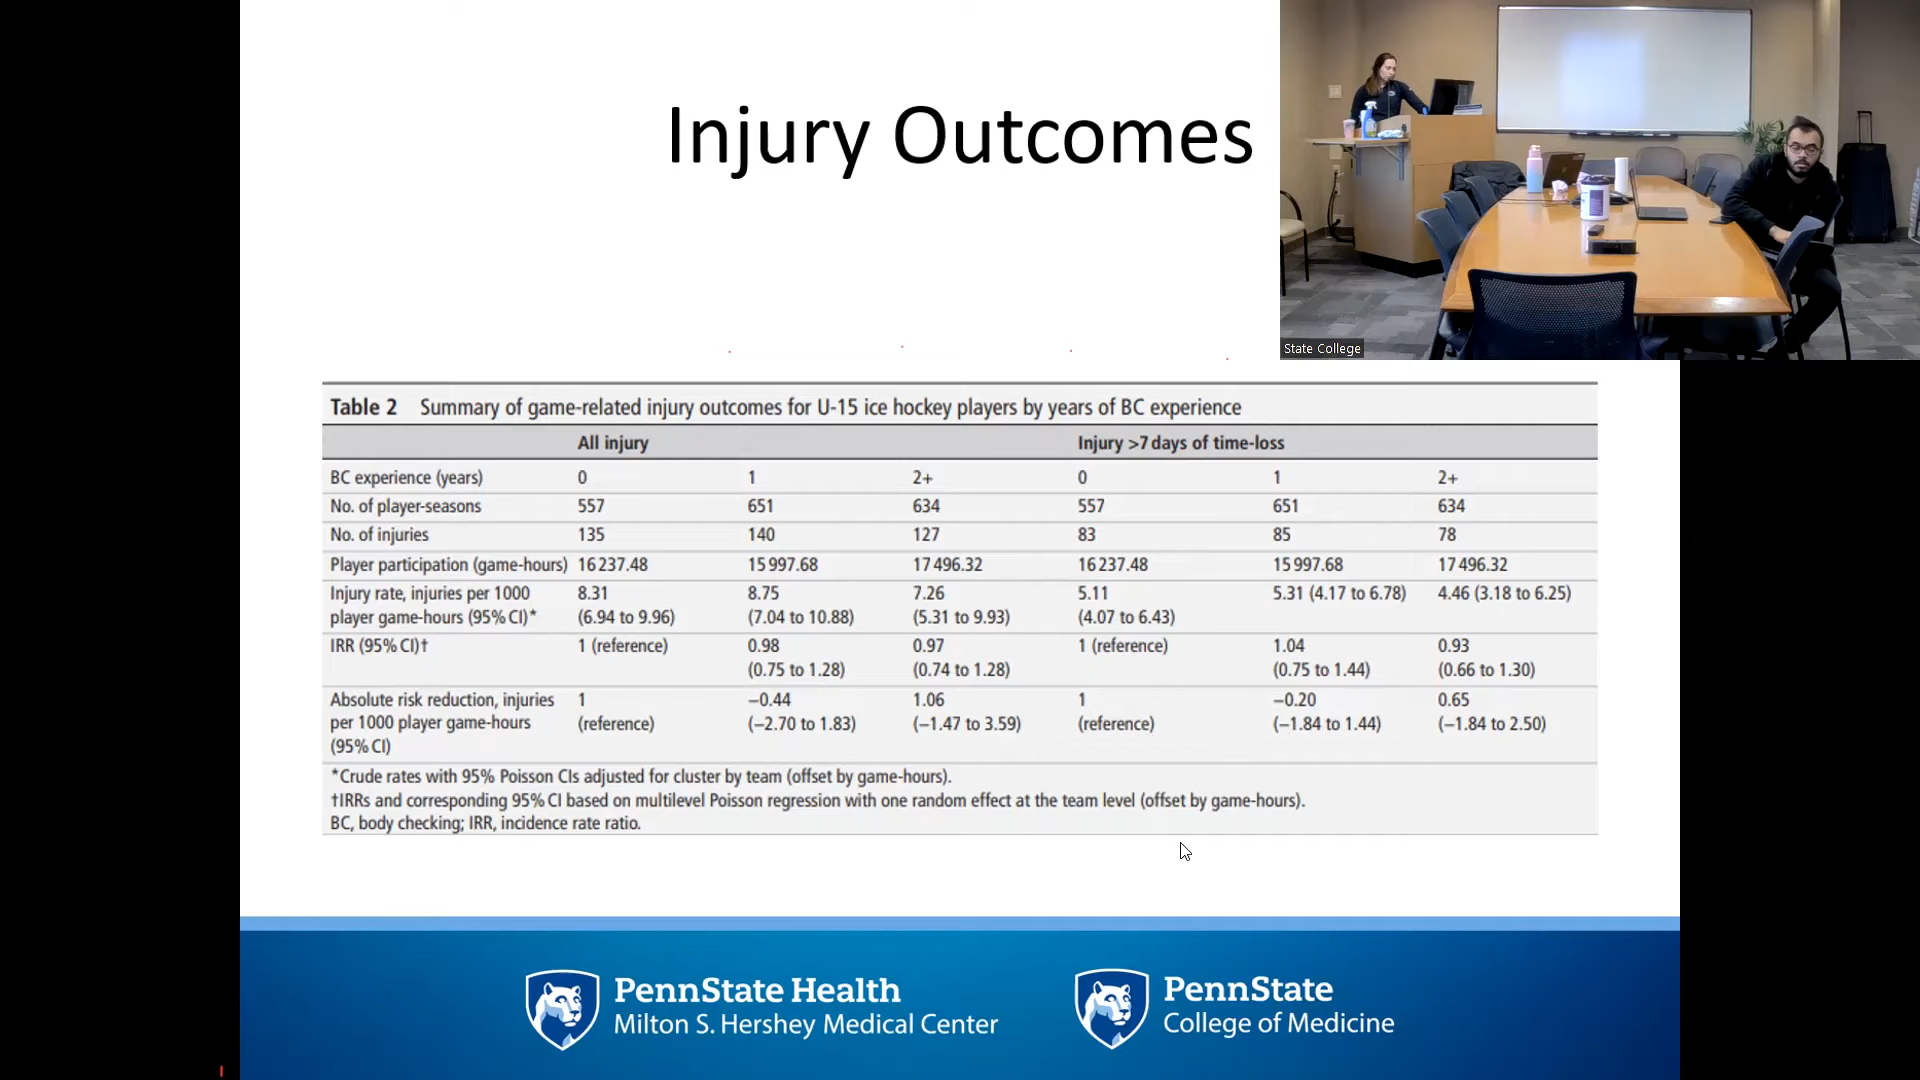 Injury Outcomes
State College
Table 2 Summary of game-related injury outcomes for U-15 ice hockey players by years of BC experience
All injury Injury >7 days of time-loss
BC experience (years) 0 1 2+ 0 1 2+
No. of player-seasons 557 651 634 557 651 634
No. of injuries 135 140 127 83 85 78
Player participation (game-hours) 16 237.48 15 997.68 17 496.32 16 237.48 15 997.68 17 496.32
Injury rate, injuries per 1000 8.31 8.75 7.26 5.11 5.31 (4.17 to 6.78) 4.46 (3.18 to 6.25)
player game-hours (95% CI)* (6.94 to 9.96) (7.04 to 10.88) (5.31 to 9.93) (4.07 to 6.43)
IRR (95% CI)† 1 (reference) 0.98 0.97 1 (reference) 1.04 0.93
(0.75 to 1.28) (0.74 to 1.28) (0.75 to 1.44) (0.66 to 1.30)
Absolute risk reduction, injuries 1 −0.44 1.06 1 −0.20 0.65
per 1000 player game-hours (reference) (−2.70 to 1.83) (−1.47 to 3.59) (reference) (−1.84 to 1.44) (−1.84 to 2.50)
(95% CI)
*Crude rates with 95% Poisson CIs adjusted for cluster by team (offset by game-hours).
†IRRs and corresponding 95% CI based on multilevel Poisson regression with one random effect at the team level (offset by game-hours).
BC, body checking; IRR, incidence rate ratio.
PennState Health
Milton S. Hershey Medical Center
PennState
College of Medicine